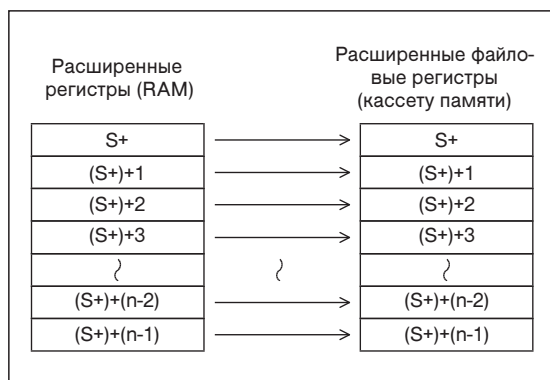 Расширенные
регистры (RAM)
Расширенные файло-
вые регистры
(кассету памяти)
S+
(S+)+1
(S+)+2
(S+)+3
(S+)+(n-2)
(S+)+(n-1)
S+
(S+)+1
(S+)+2
(S+)+3
(S+)+(n-2)
(S+)+(n-1)